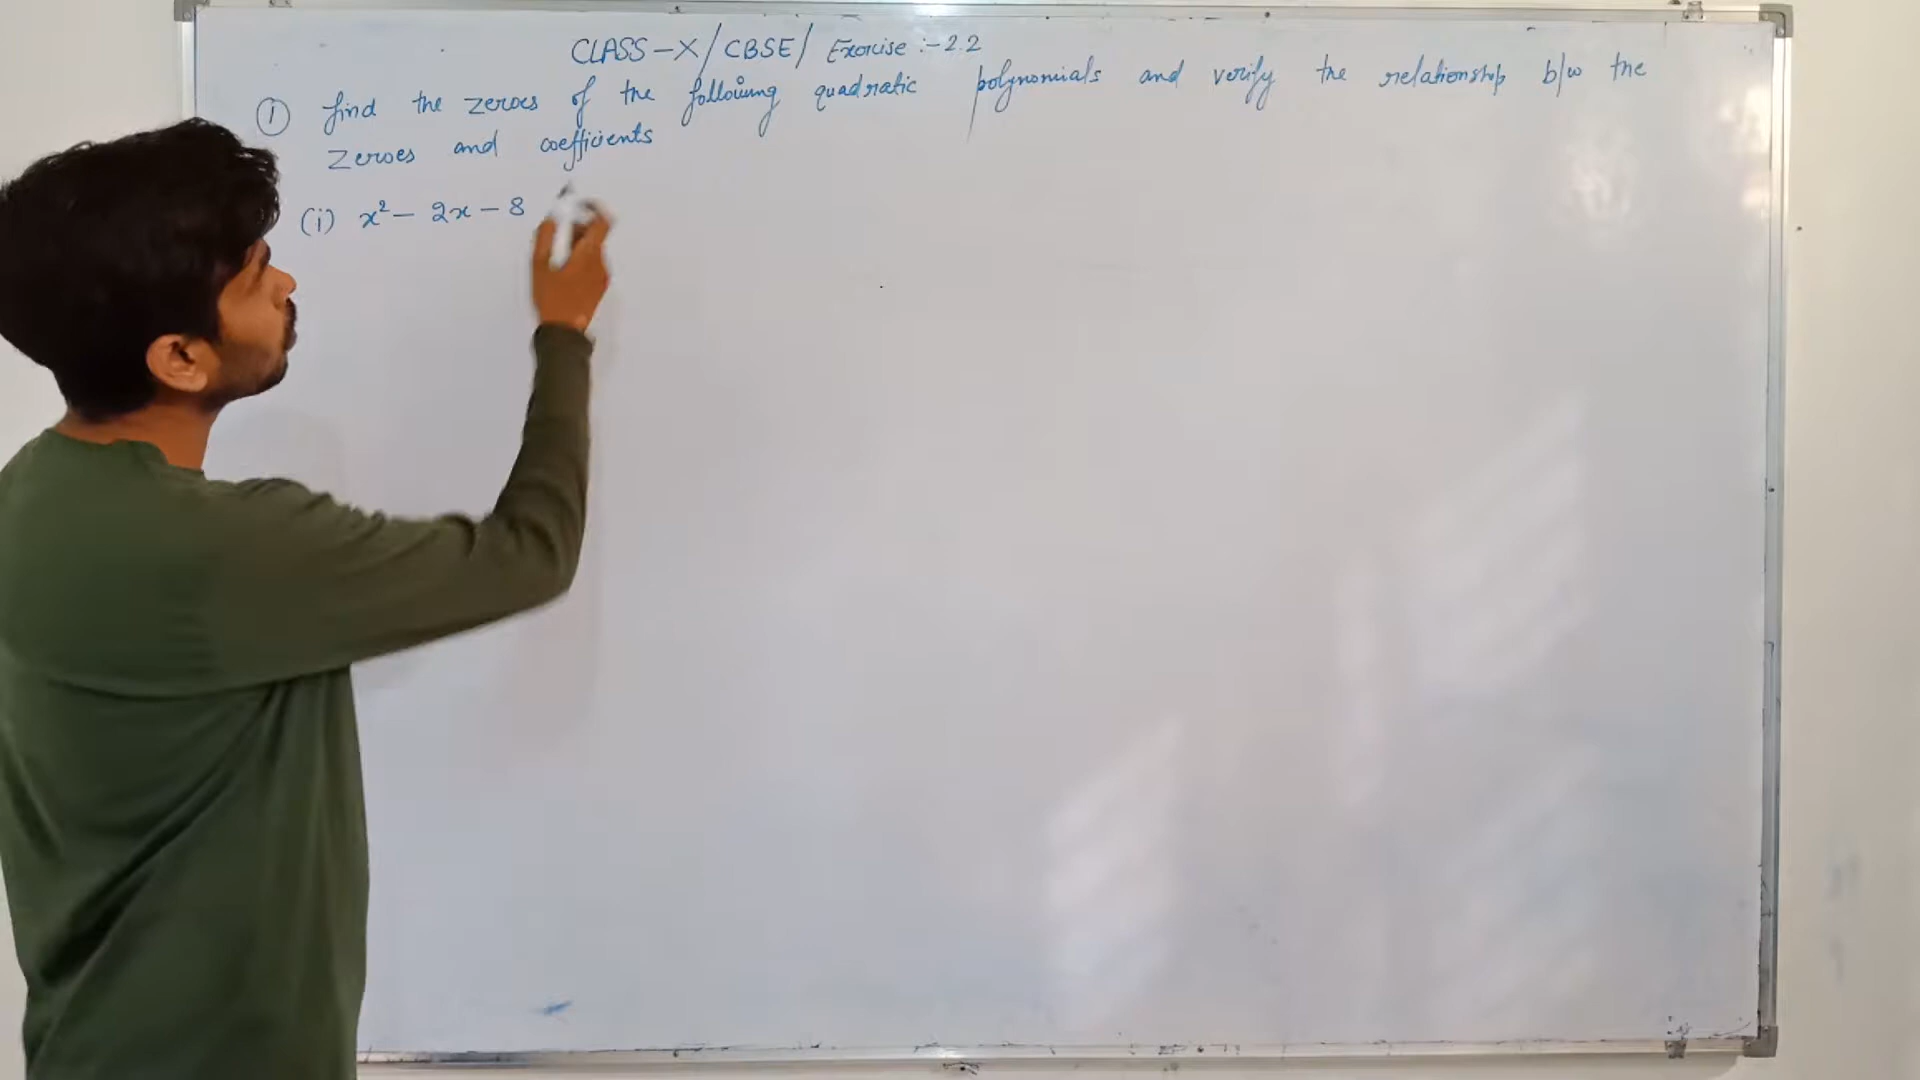 CLASS-X/CBSE/ Exercise :- 2.2
① find the zeroes of the following quadratic polynomials and verify the relationship b/w the
zeroes and coefficients
(i) x² - 2x - 8